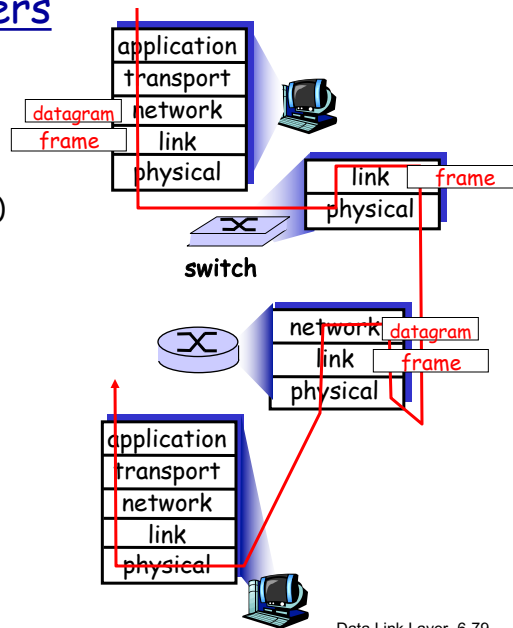 ers
application
transport
datagram network
frame link
physical
)
link frame
physical
switch
network datagram
link frame
physical
application
transport
network
link
physical